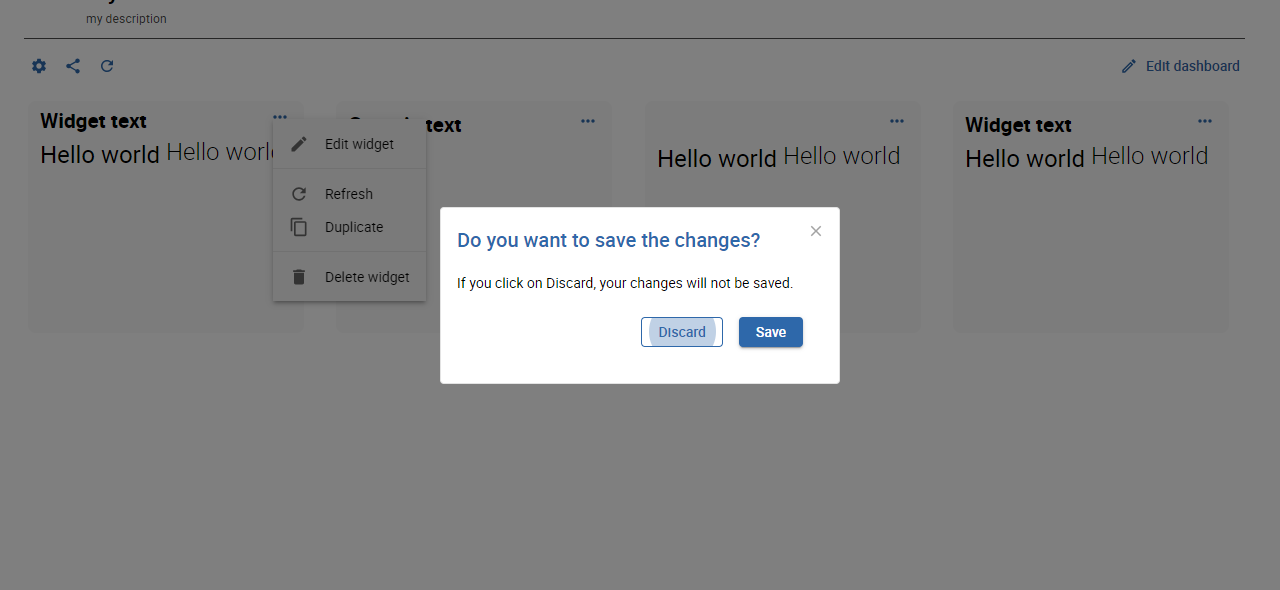 my description
Edit dashboard
Widget text
Hello world Hello
Edit widget
Refresh
Duplicate
Delete widget
text
Hello world Hello world
Widget text
Hello world Hello world
Do you want to save the changes?
If you click on Discard, your changes will not be saved.
Discard
Save